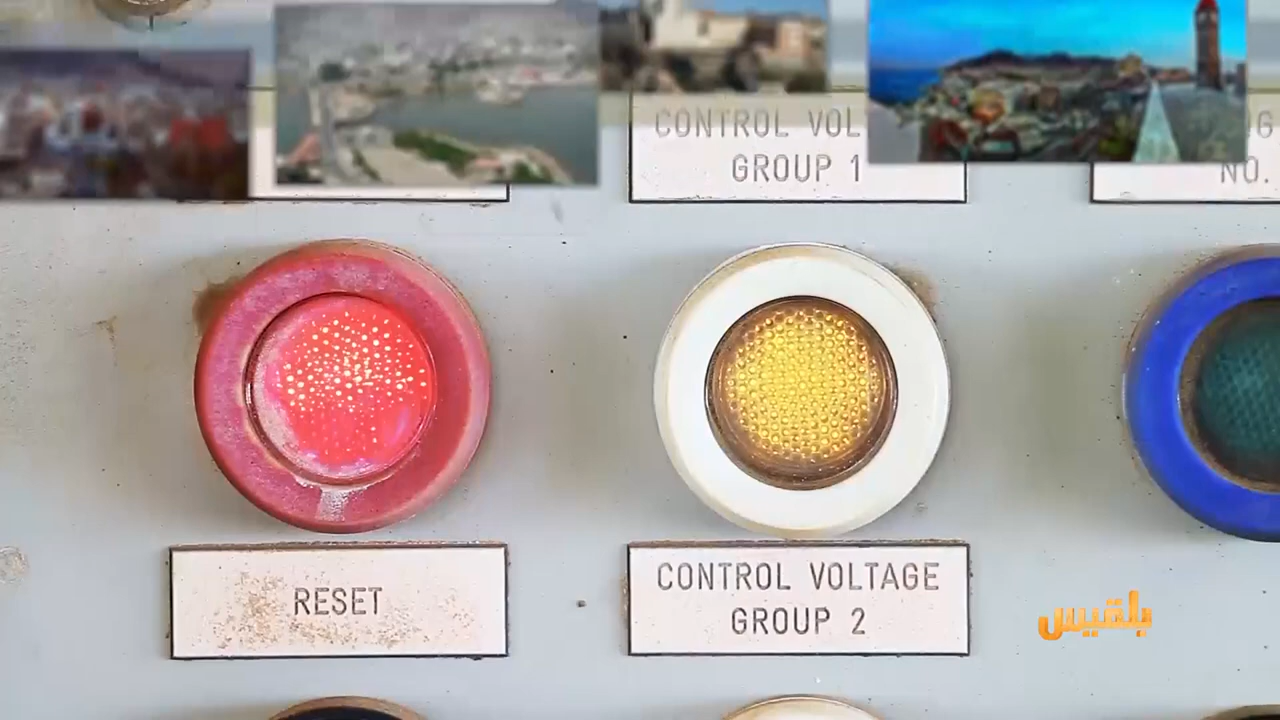 CONTROL VOL
GROUP 1
NO.
RESET
CONTROL VOLTAGE
GROUP 2
بلقيس